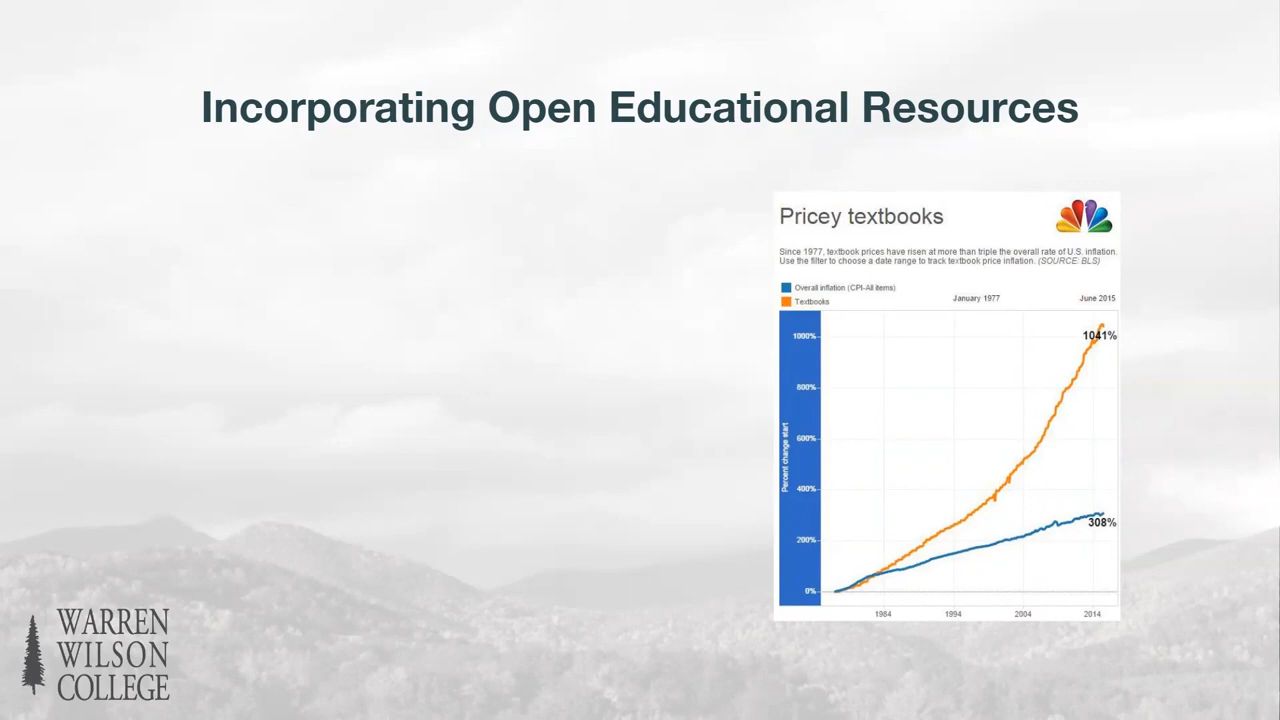 Incorporating Open Educational Resources
Pricey textbooks
Since 1977, textbook prices have risen at more than triple the overall rate of U.S. inflation.
Use the filter to choose a date range to track textbook price inflation. (SOURCE: BLS)
Overall inflation (CPI-All items)
Textbooks
January 1977
June 2015
1000%
800%
600%
400%
200%
0%
Percent change start
1041%
308%
1984
1994
2004
2014
WARREN
WILSON
COLLEGE